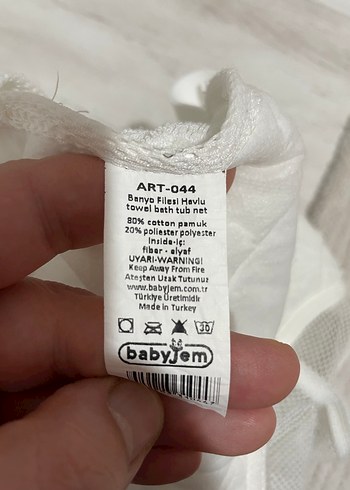 ART-044
Banyo Filesi Havlu
towel bath tub net
80% cotton pamuk
20% poliester polyester
Inside-iç:
fiber - elyaf
UYARI-WARNING!
Keep Away From Fire
Ateşten Uzak Tutunuz
www.babyjem.com.tr
Türkiye Üretimidir
Made in Turkey
30
babyjem